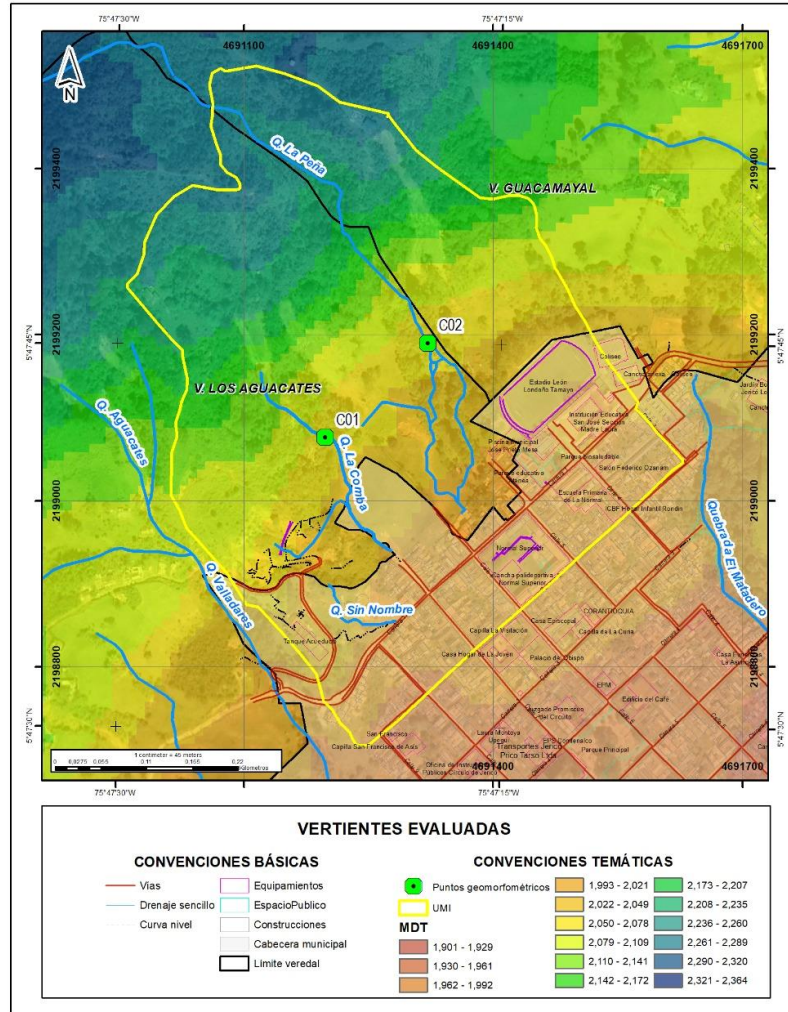 75°47'30"W
75°47'15"W
4691100
4691400
4691700
N
Q. La Peña
2199400
2199400
V. GUACAMAYAL
C02
2199200
2199200
5°47'45"N
5°47'45"N
Estadio León
Londoño Tamayo
Coliseo
V. LOS AGUACATES
Q. Aguacates
C01
Q. La Comba
Institución Educativa
San José Sección
Madre Laura
Salón Federico Ozanam
2199000
2199000
Escuela Primaria
de La Normal
ICBF Hogar Infantil Rondín
Normal Superior
Cancha polideportiva
Normal Superior
Quebrada El Matadero
Q. Valladares
Q. Sin Nombre
Casa Episcopal
CORANTIOQUIA
Capilla La Visitación
Capilla de La Curia
Tanque Acueducto
Casa Hogar de La Joven
Palacio del Obispo
2198800
2198800
EPM
Edificio del Café
Juzgado Promiscuo
del Circuito
5°47'30"N
5°47'30"N
San Francisco
Capilla San Francisco de Asís
Transportes Jericó
Parque Principal
1 centimeter = 45 meters
0 0,0275 0,055 0,11 0,165 0,22
Kilometros
75°47'30"W
4691400
75°47'15"W
4691700
VERTIENTES EVALUADAS
CONVENCIONES BÁSICAS
Vías
Drenaje sencillo
Curva nivel
Equipamientos
EspacioPublico
Construcciones
Cabecera municipal
Límite veredal
CONVENCIONES TEMÁTICAS
Puntos geomorfométricos
UMI
MDT
1,901 - 1,929
1,930 - 1,961
1,962 - 1,992
1,993 - 2,021
2,022 - 2,049
2,050 - 2,078
2,079 - 2,109
2,110 - 2,141
2,142 - 2,172
2,173 - 2,207
2,208 - 2,235
2,236 - 2,260
2,261 - 2,289
2,290 - 2,320
2,321 - 2,364